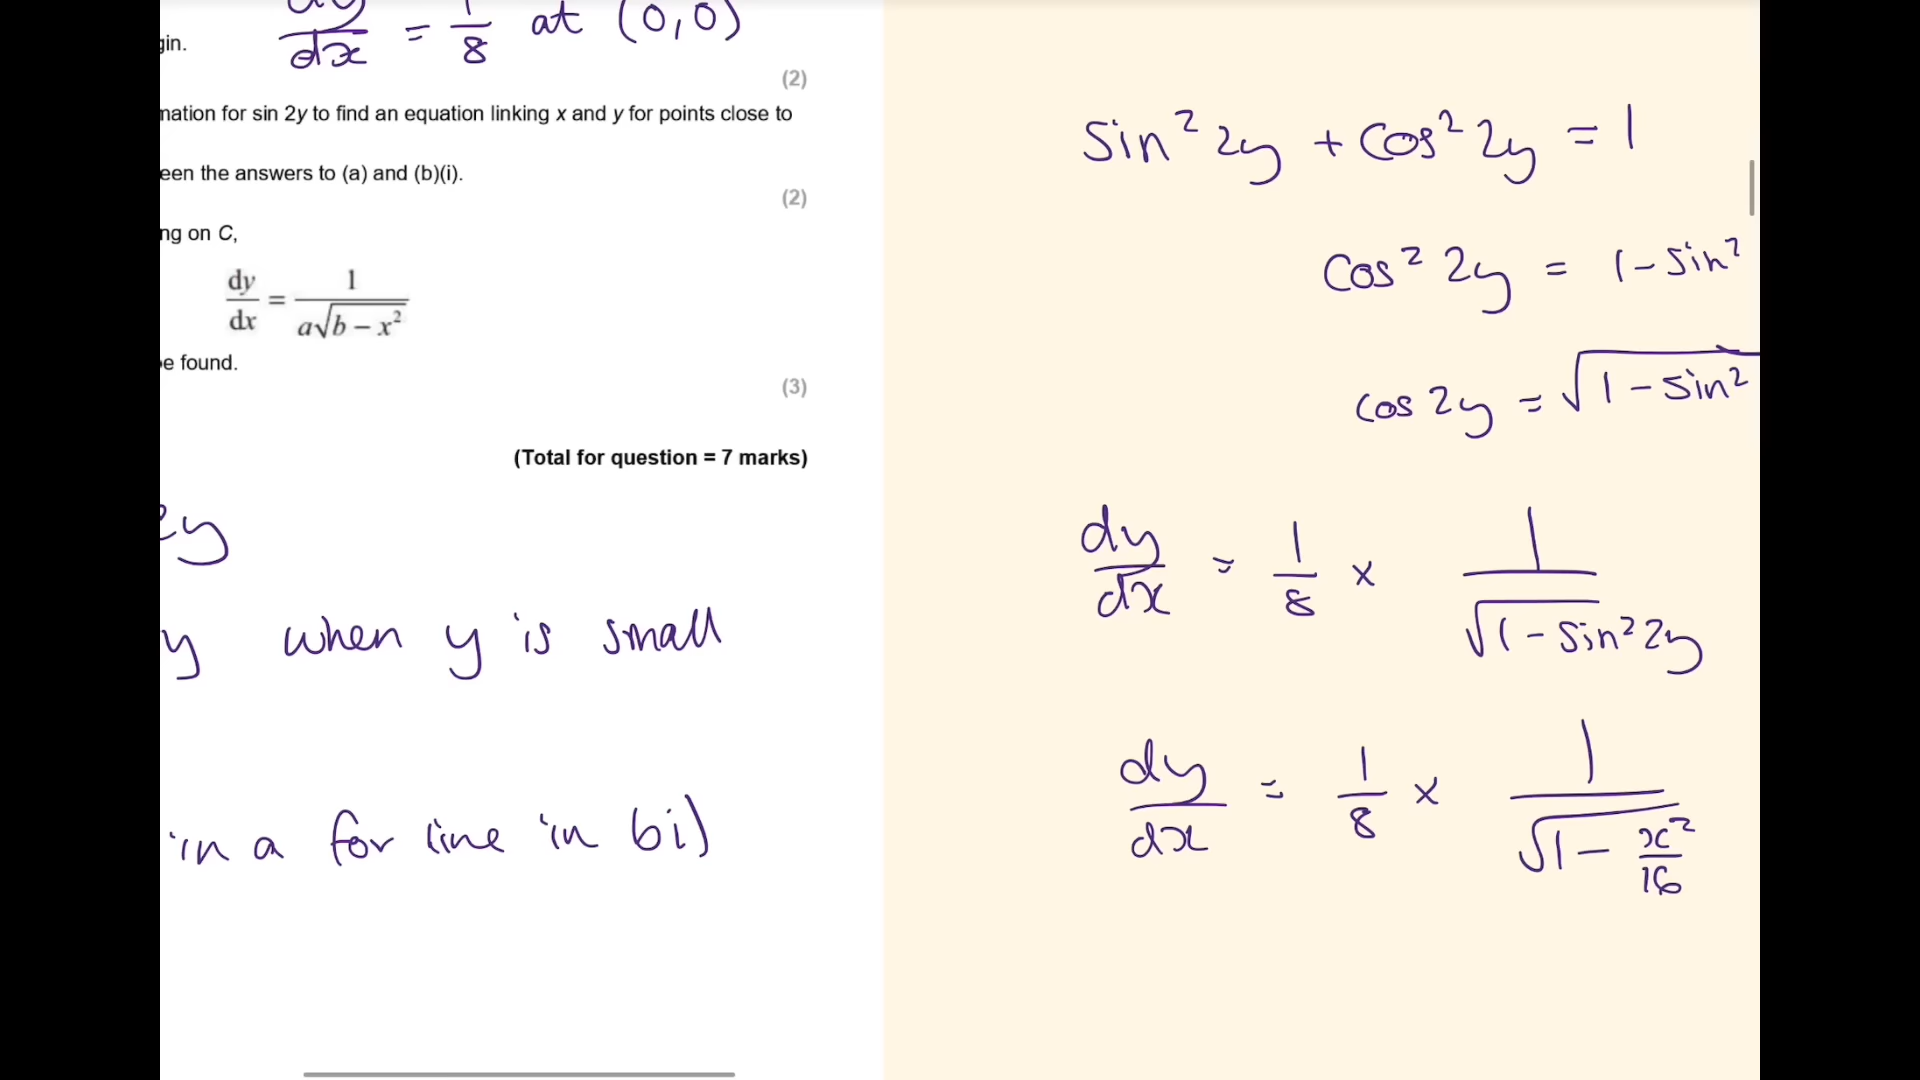 = 1/8 at (0,0)
dx
(2)
mation for sin 2y to find an equation linking x and y for points close to
een the answers to (a) and (b)(i).
(2)
ng on C,
dy/dx = 1/(a√(b − x²))
e found.
(3)
(Total for question = 7 marks)
y
y when y is small
in a for line in bi)
Sin² 2y + Cos² 2y = 1
Cos² 2y = 1 - Sin²
Cos 2y = √(1 - Sin²
dy/dx = 1/8 × 1/√(1 - Sin² 2y)
dy/dx = 1/8 × 1/√(1 - x²/16)